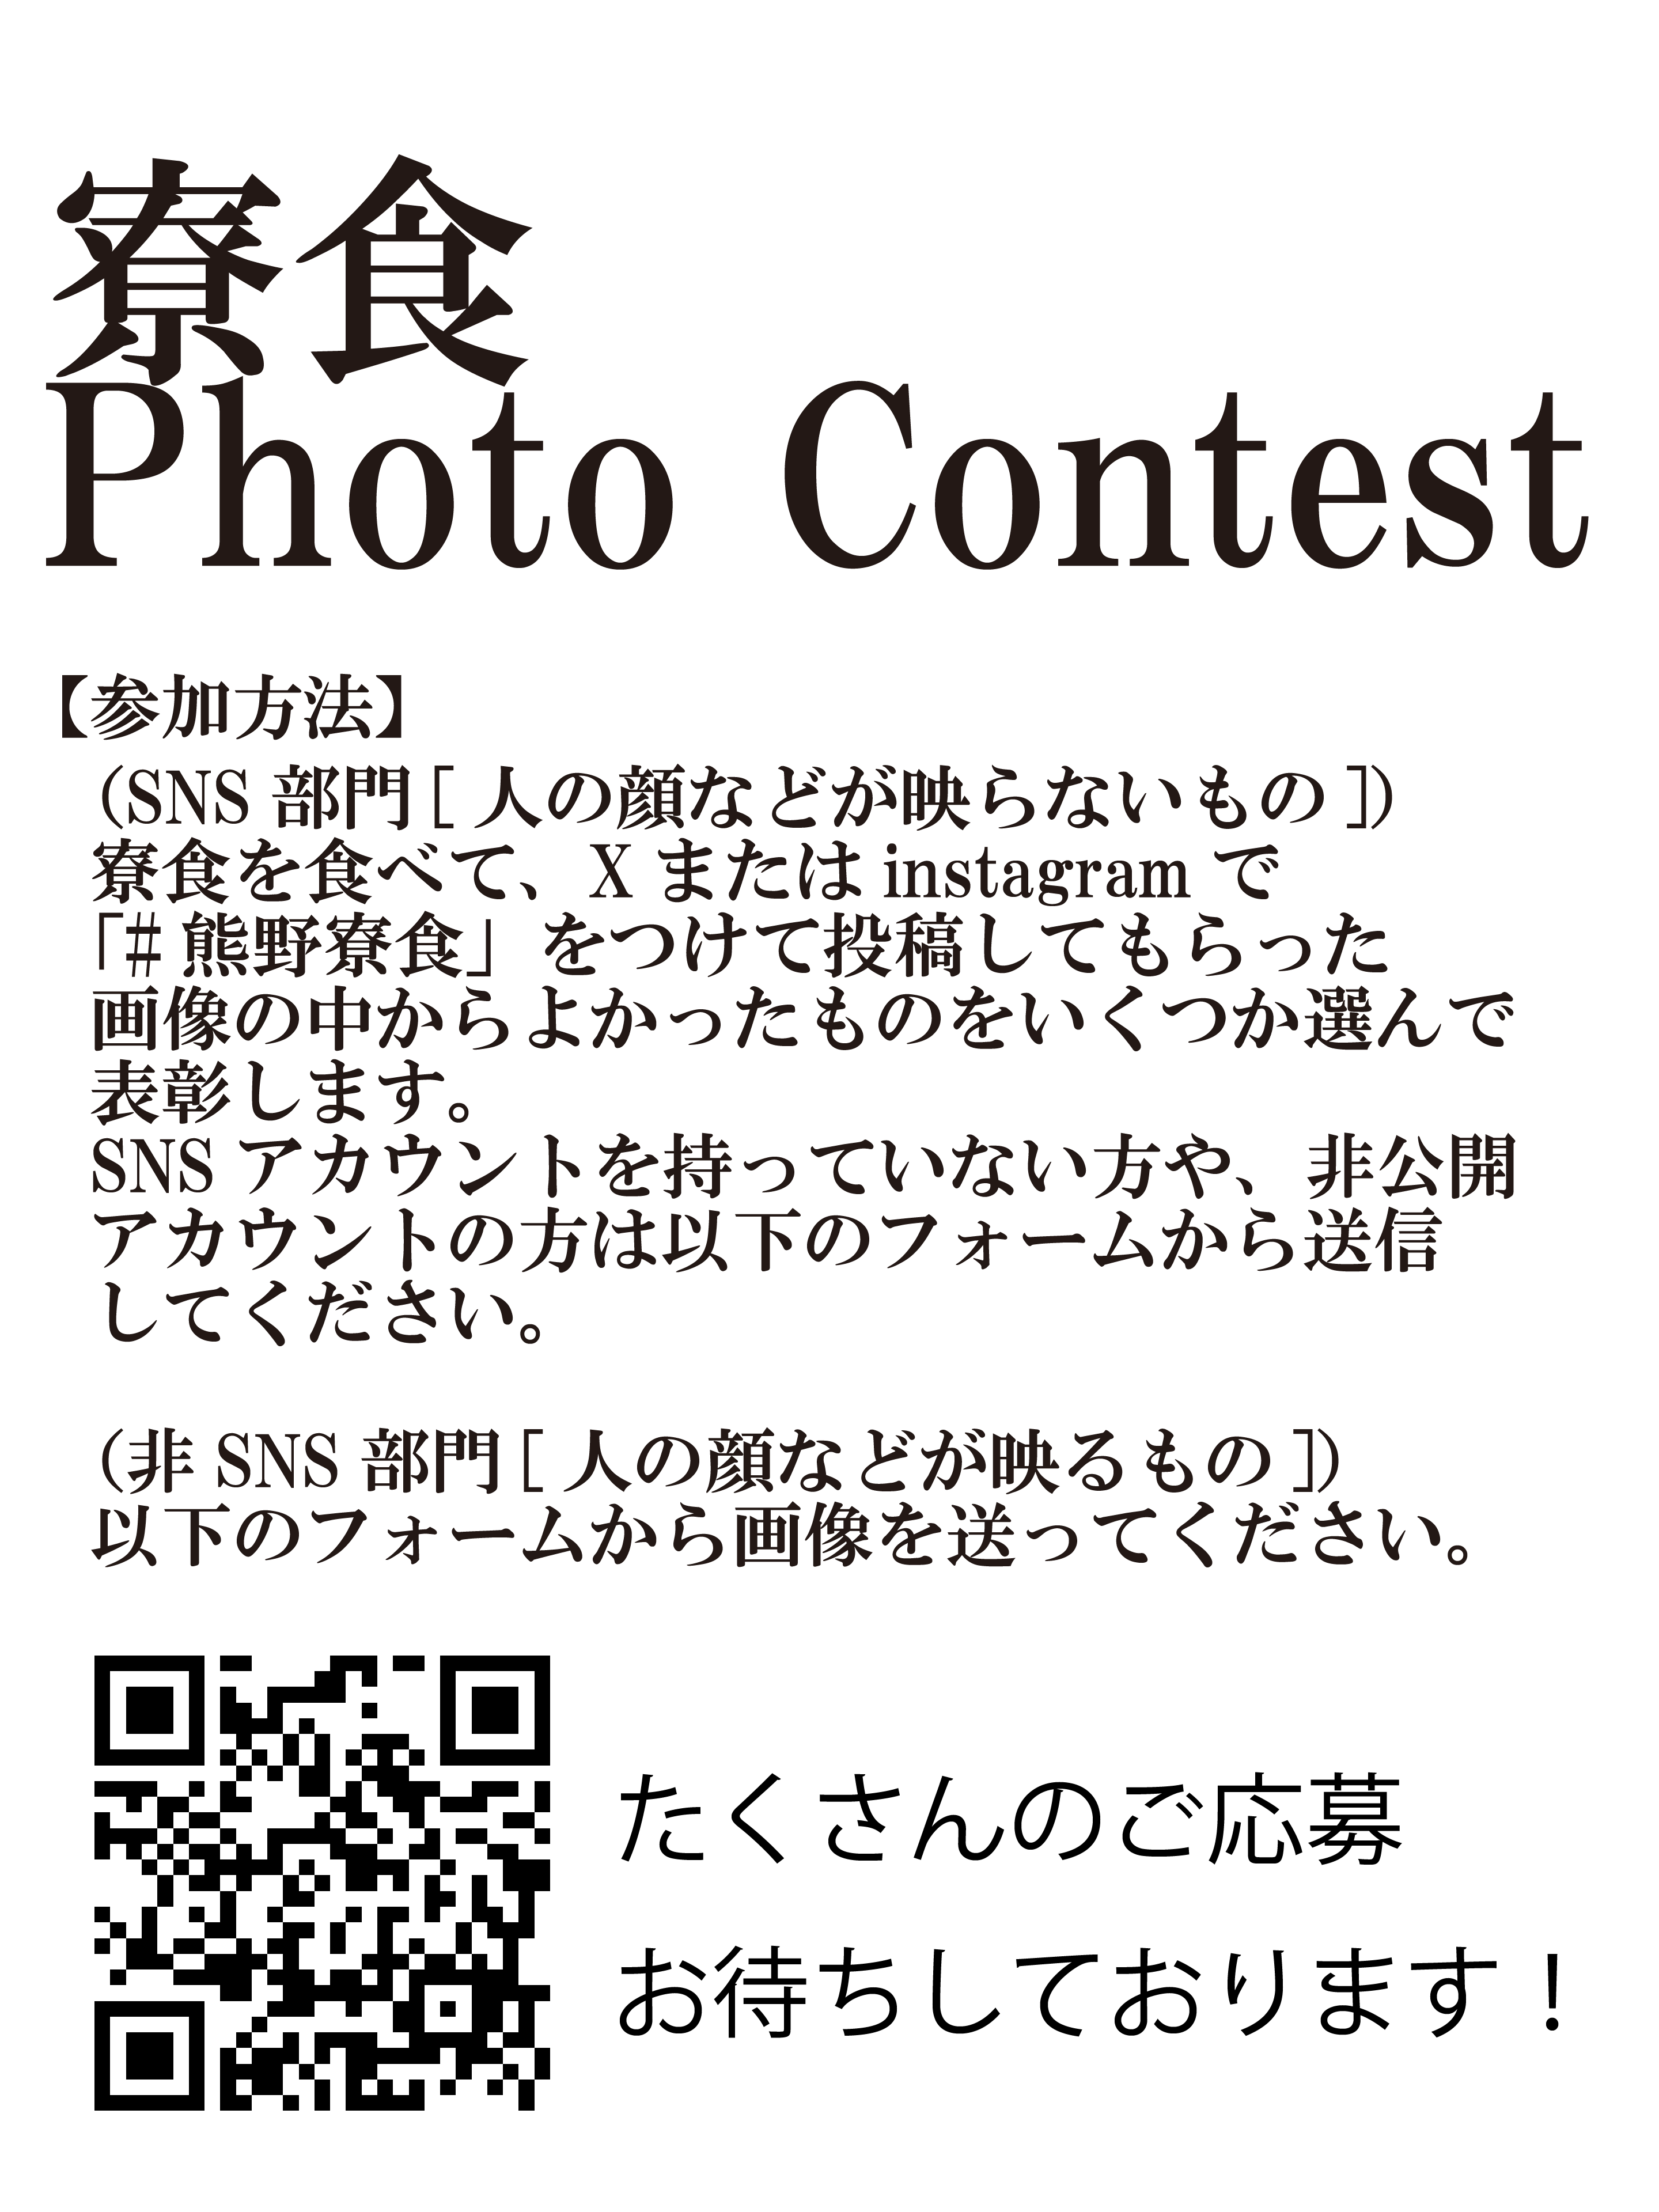 寮食
Photo Contest
【参加方法】
（SNS 部門 [ 人の顔などが映らないもの ]）
寮食を食べて、X または instagram で
「# 熊野寮食」をつけて投稿してもらった
画像の中からよかったものをいくつか選んで
表彰します。
SNS アカウントを持っていない方や、非公開
アカウントの方は以下のフォームから送信
してください。
（非 SNS 部門 [ 人の顔などが映るもの ]）
以下のフォームから画像を送ってください。
たくさんのご応募
お待ちしております！